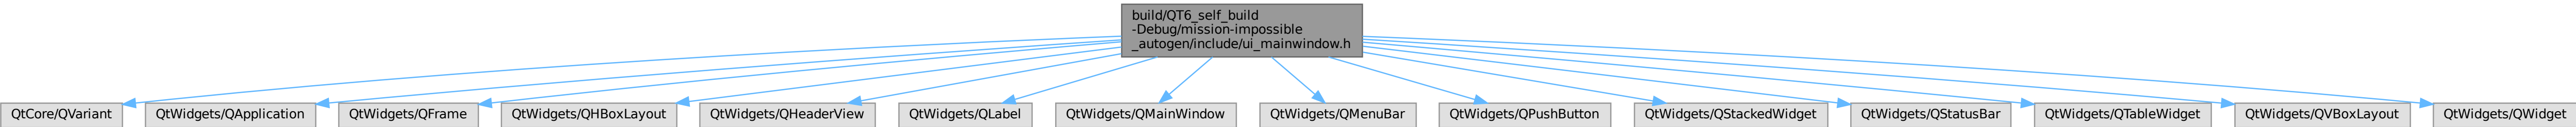 build/QT6_self_build
-Debug/mission-impossible
_autogen/include/ui_mainwindow.h
QtCore/QVariant
QtWidgets/QApplication
QtWidgets/QFrame
QtWidgets/QHBoxLayout
QtWidgets/QHeaderView
QtWidgets/QLabel
QtWidgets/QMainWindow
QtWidgets/QMenuBar
QtWidgets/QPushButton
QtWidgets/QStackedWidget
QtWidgets/QStatusBar
QtWidgets/QTableWidget
QtWidgets/QVBoxLayout
QtWidgets/QWidget